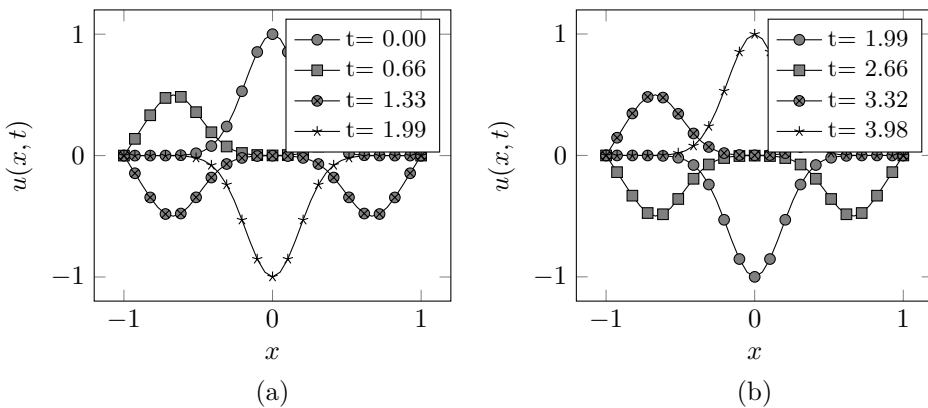 1
0
−1
u(x, t)
t= 0.00
t= 0.66
t= 1.33
t= 1.99
−1 0 1
x
(a)
1
0
−1
u(x, t)
t= 1.99
t= 2.66
t= 3.32
t= 3.98
−1 0 1
x
(b)